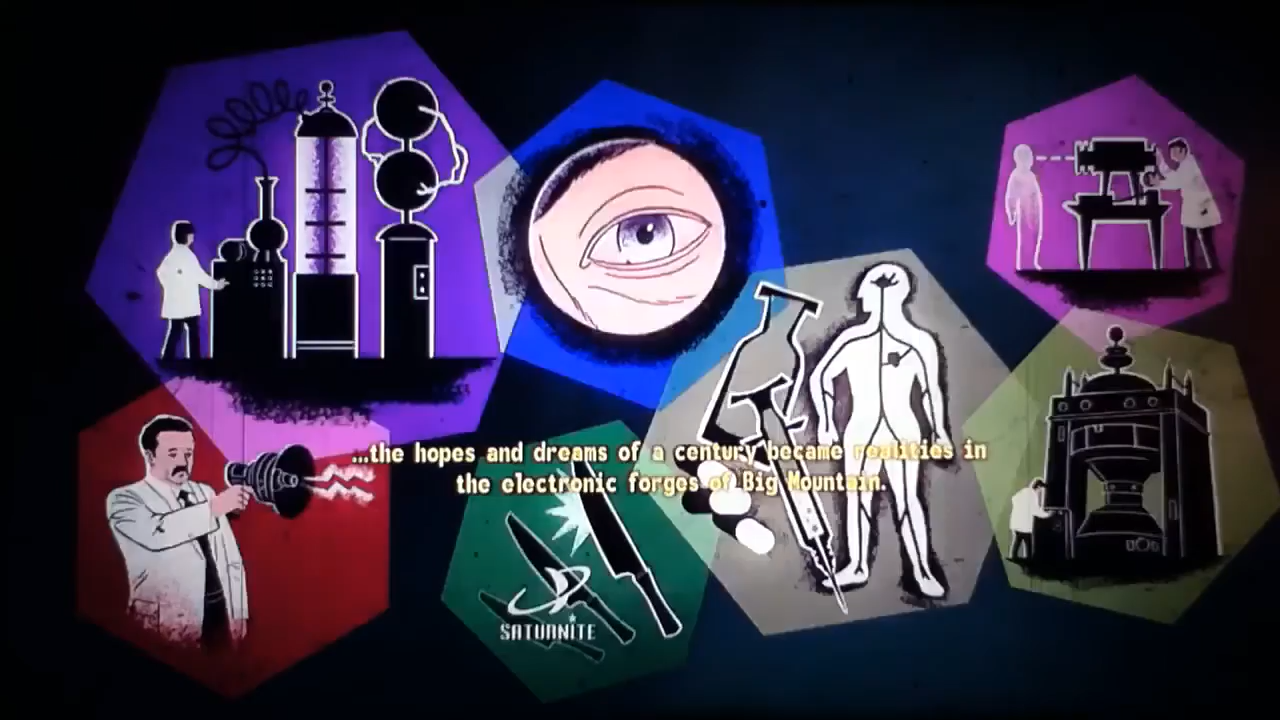 ...the hopes and dreams of a century became realities in
the electronic forges of Big Mountain.
SATURNITE